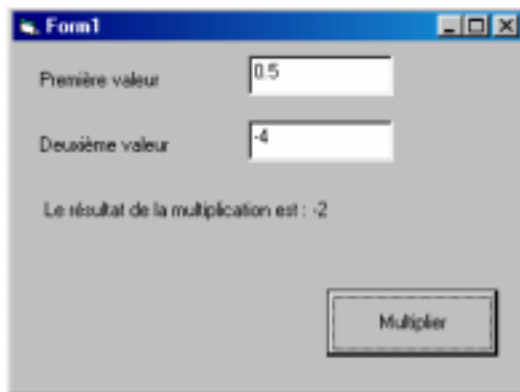 Form1
Première valeur 0.5
Deuxième valeur -4
Le résultat de la multiplication est : -2
Multiplier